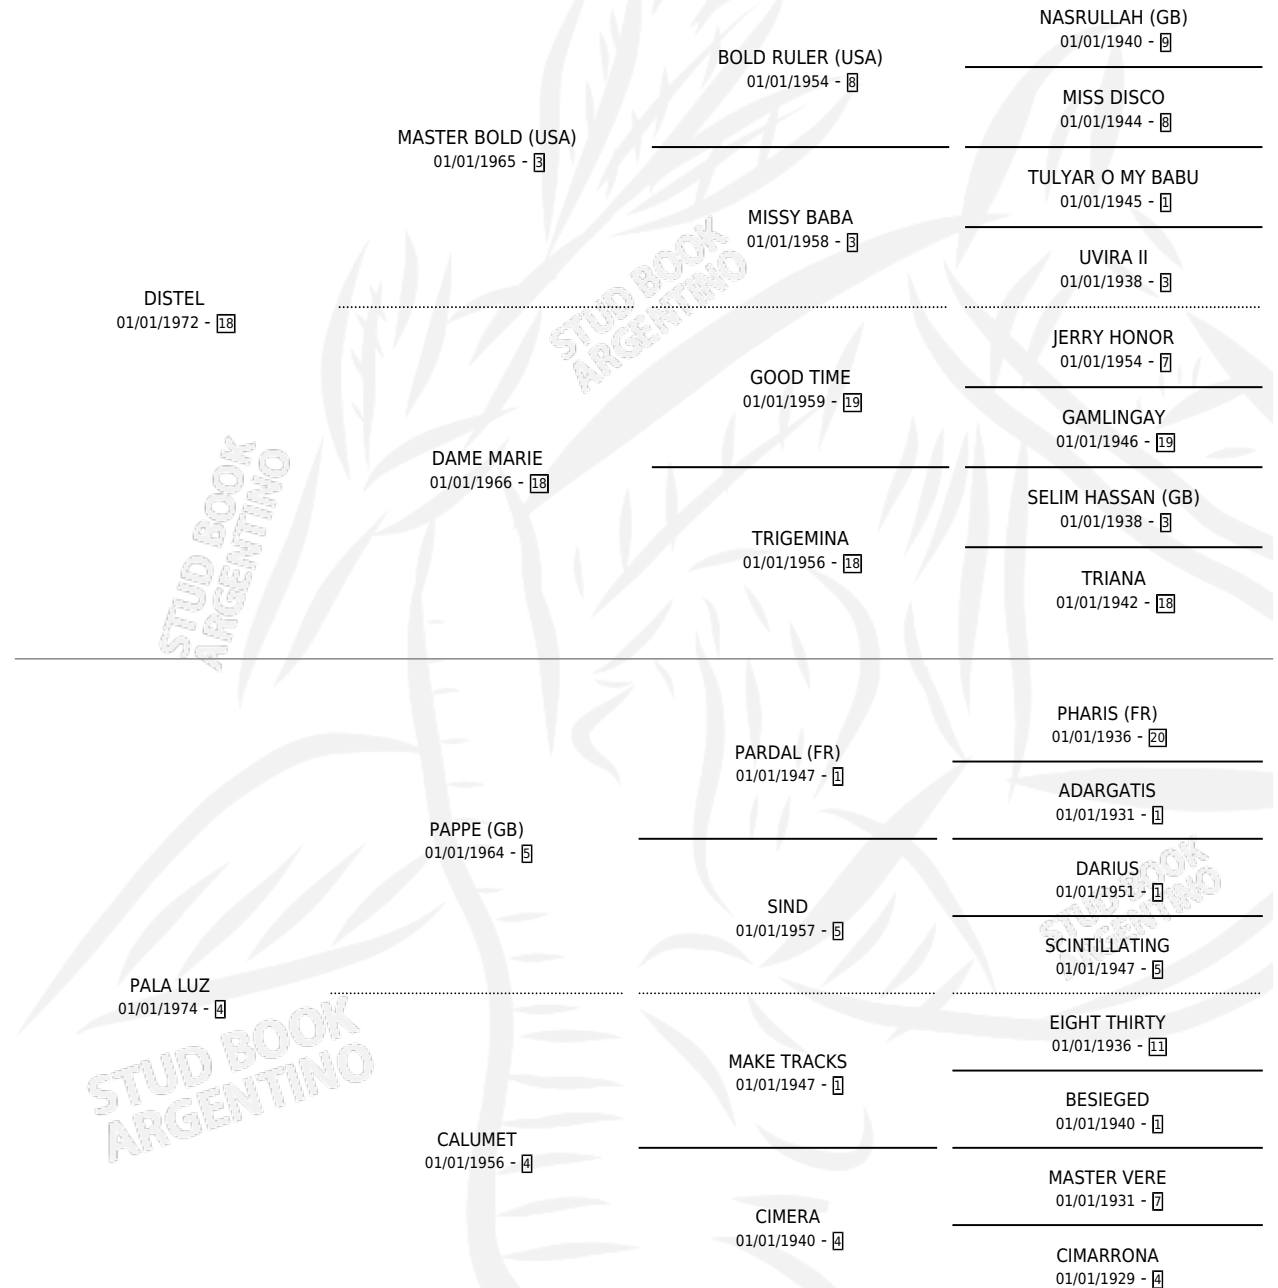 NASRULLAH (GB)
01/01/1940 - 9
BOLD RULER (USA)
01/01/1954 - 8
MISS DISCO
01/01/1944 - 8
MASTER BOLD (USA)
01/01/1965 - 3
TULYAR O MY BABU
01/01/1945 - 1
MISSY BABA
01/01/1958 - 3
UVIRA II
01/01/1938 - 3
DISTEL
01/01/1972 - 18
JERRY HONOR
01/01/1954 - 7
GOOD TIME
01/01/1959 - 19
GAMLINGAY
01/01/1946 - 19
DAME MARIE
01/01/1966 - 18
SELIM HASSAN (GB)
01/01/1938 - 3
TRIGEMINA
01/01/1956 - 18
TRIANA
01/01/1942 - 18
STUD BOOK
ARGENTINO
STUD BOOK
ARGENTINO
PHARIS (FR)
01/01/1936 - 20
PARDAL (FR)
01/01/1947 - 1
ADARGATIS
01/01/1931 - 1
PAPPE (GB)
01/01/1964 - 5
DARIUS
01/01/1951 - 1
SIND
01/01/1957 - 5
SCINTILLATING
01/01/1947 - 5
STUD BOOK
ARGENTINO
PALA LUZ
01/01/1974 - 4
EIGHT THIRTY
01/01/1936 - 11
MAKE TRACKS
01/01/1947 - 1
BESIEGED
01/01/1940 - 1
CALUMET
01/01/1956 - 4
MASTER VERE
01/01/1931 - 7
CIMERA
01/01/1940 - 4
CIMARRONA
01/01/1929 - 4
STUD BOOK
ARGENTINO